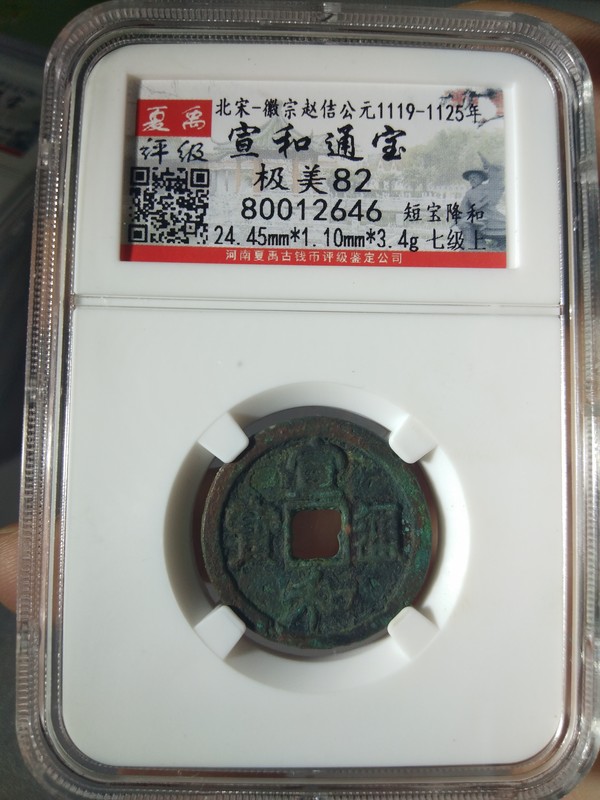 夏禹
评级
北宋-徽宗赵佶公元1119-1125年
宣和通宝
极美82
80012646 短宝降和
24.45mm*1.10mm*3.4g 七级上
河南夏禹古钱币评级鉴定公司
宣
和
通
寳